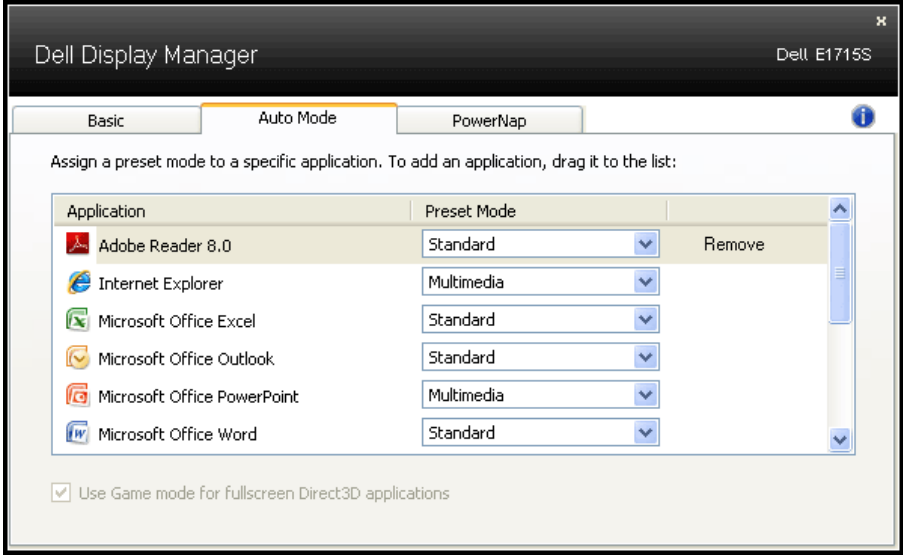 Dell Display Manager
Dell E1715S
Basic Auto Mode PowerNap
Assign a preset mode to a specific application. To add an application, drag it to the list:
Application Preset Mode
Adobe Reader 8.0 Standard Remove
Internet Explorer Multimedia
Microsoft Office Excel Standard
Microsoft Office Outlook Standard
Microsoft Office PowerPoint Multimedia
Microsoft Office Word Standard
Use Game mode for fullscreen Direct3D applications